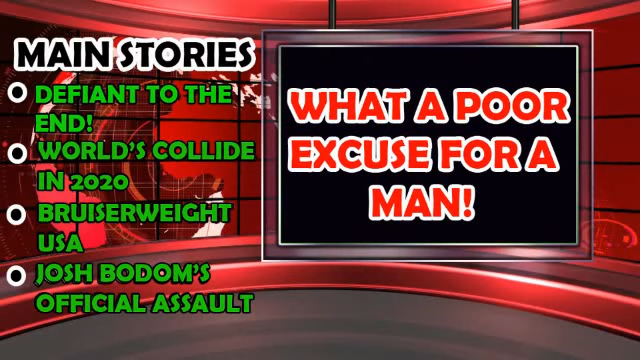 MAIN STORIES
DEFIANT TO THE
END!
WORLD'S COLLIDE
IN 2020
BRUISERWEIGHT
USA
JOSH BODOM'S
OFFICIAL ASSAULT
WHAT A POOR
EXCUSE FOR A
MAN!